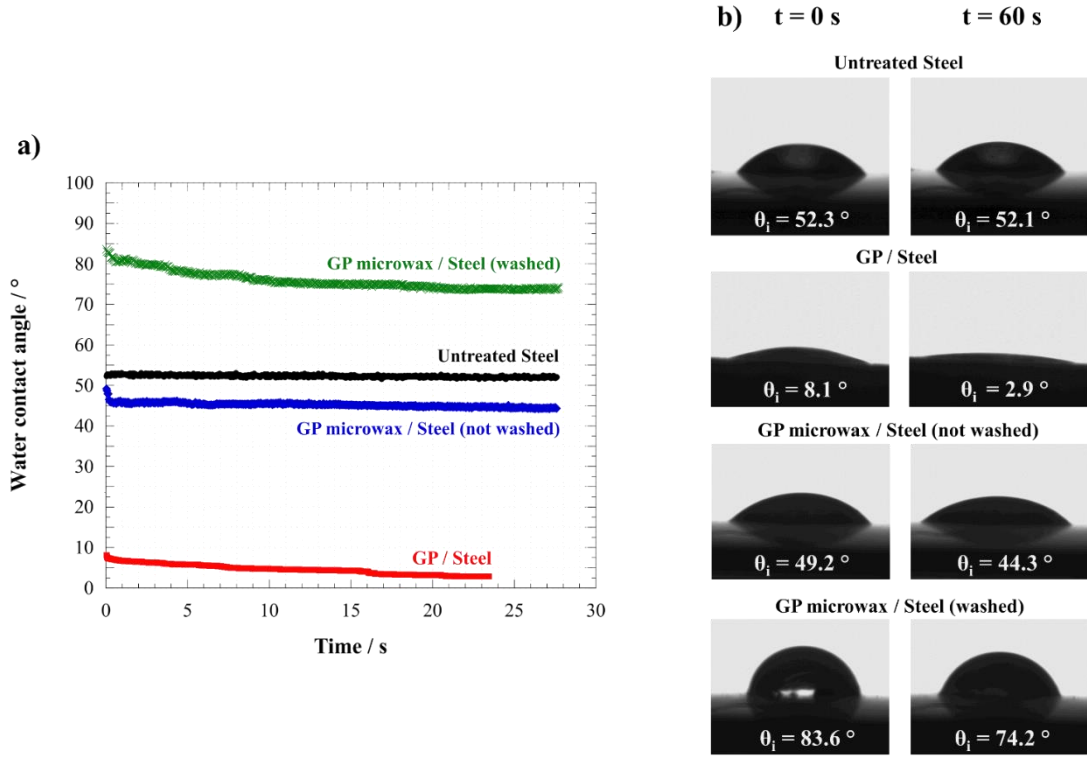 a)
Water contact angle / °
100
90
80
70
60
50
40
30
20
10
0
0 5 10 15 20 25 30
Time / s
GP microwax / Steel (washed)
Untreated Steel
GP microwax / Steel (not washed)
GP / Steel
b) t = 0 s t = 60 s
Untreated Steel
θi = 52.3 ° θi = 52.1 °
GP / Steel
θi = 8.1 ° θi = 2.9 °
GP microwax / Steel (not washed)
θi = 49.2 ° θi = 44.3 °
GP microwax / Steel (washed)
θi = 83.6 ° θi = 74.2 °